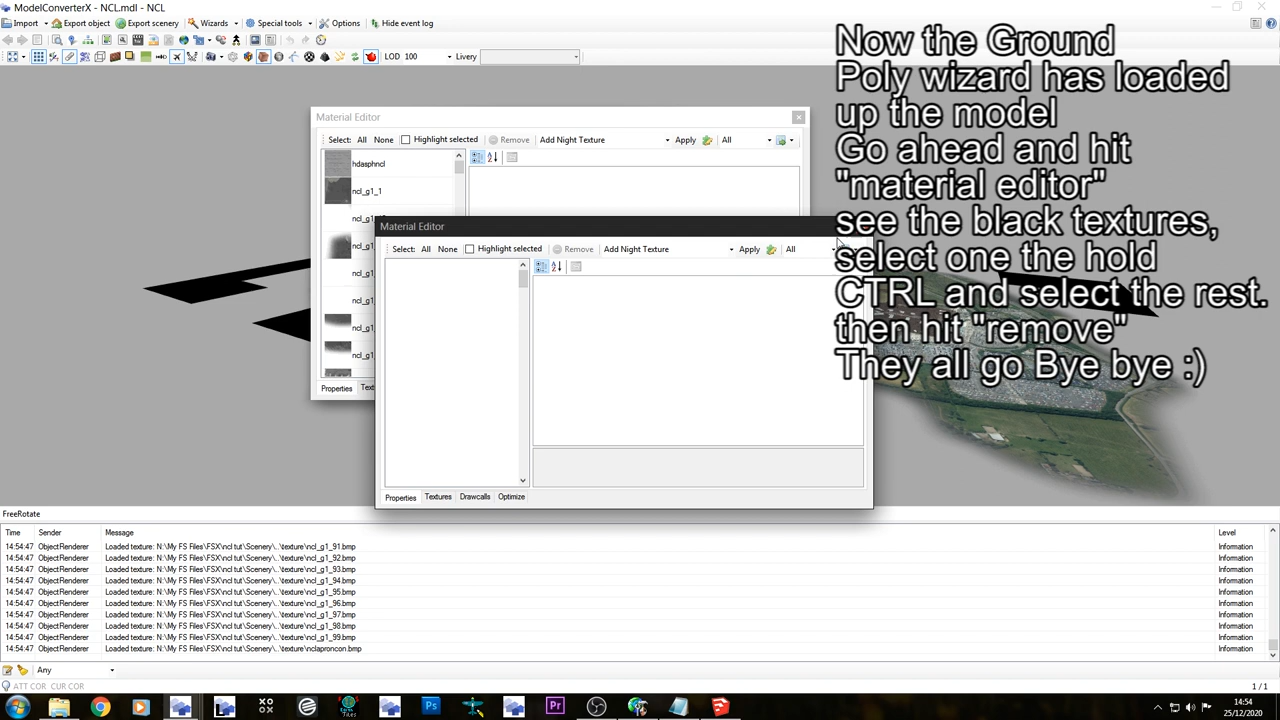 ModelConverterX - NCL.mdl - NCL
Import
Export object
Export scenery
Wizards
Special tools
Options
Hide event log
LOD 100
Livery
Now the Ground
Poly wizard has loaded
up the model
Go ahead and hit
"material editor"
see the black textures,
select one the hold
CTRL and select the rest.
then hit "remove"
They all go Bye bye :)
Material Editor
Select: All None Highlight selected Remove Add Night Texture Apply All
hdasphncl
ncl_g1_1
Properties
Material Editor
Select: All None Highlight selected Remove Add Night Texture Apply All
Properties Textures Drawcalls Optimize
FreeRotate
Time Sender Message Level
14:54:47 ObjectRenderer Loaded texture: N:\My FS Files\FSX\ncl tut\Scenery\..\texture\ncl_g1_91.bmp Information
14:54:47 ObjectRenderer Loaded texture: N:\My FS Files\FSX\ncl tut\Scenery\..\texture\ncl_g1_92.bmp Information
14:54:47 ObjectRenderer Loaded texture: N:\My FS Files\FSX\ncl tut\Scenery\..\texture\ncl_g1_93.bmp Information
14:54:47 ObjectRenderer Loaded texture: N:\My FS Files\FSX\ncl tut\Scenery\..\texture\ncl_g1_94.bmp Information
14:54:47 ObjectRenderer Loaded texture: N:\My FS Files\FSX\ncl tut\Scenery\..\texture\ncl_g1_95.bmp Information
14:54:47 ObjectRenderer Loaded texture: N:\My FS Files\FSX\ncl tut\Scenery\..\texture\ncl_g1_96.bmp Information
14:54:47 ObjectRenderer Loaded texture: N:\My FS Files\FSX\ncl tut\Scenery\..\texture\ncl_g1_97.bmp Information
14:54:47 ObjectRenderer Loaded texture: N:\My FS Files\FSX\ncl tut\Scenery\..\texture\ncl_g1_98.bmp Information
14:54:47 ObjectRenderer Loaded texture: N:\My FS Files\FSX\ncl tut\Scenery\..\texture\ncl_g1_99.bmp Information
14:54:47 ObjectRenderer Loaded texture: N:\My FS Files\FSX\ncl tut\Scenery\..\texture\nclaproncon.bmp Information
Any
ATT COR CUR COR
1 / 1
14:54
25/12/2020